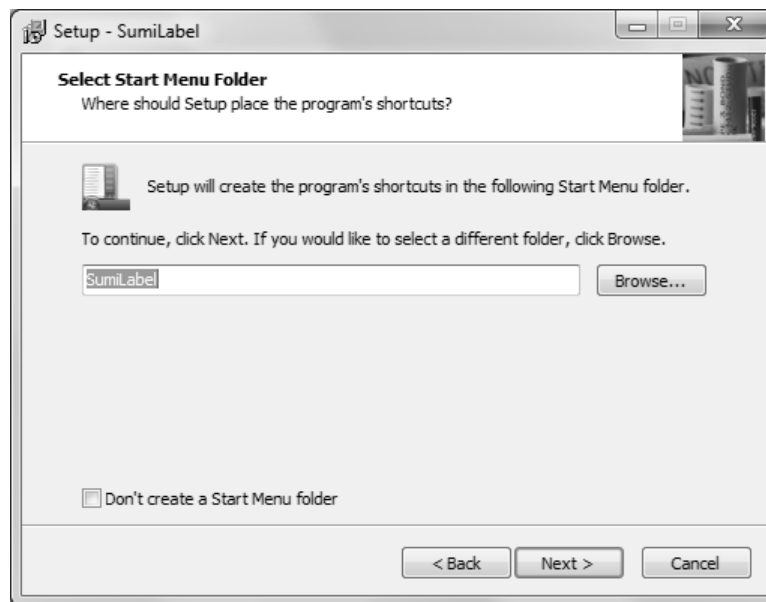 Setup - SumiLabel
Select Start Menu Folder
Where should Setup place the program's shortcuts?
Setup will create the program's shortcuts in the following Start Menu folder.
To continue, click Next. If you would like to select a different folder, click Browse.
SumiLabel
Browse...
Don't create a Start Menu folder
< Back
Next >
Cancel